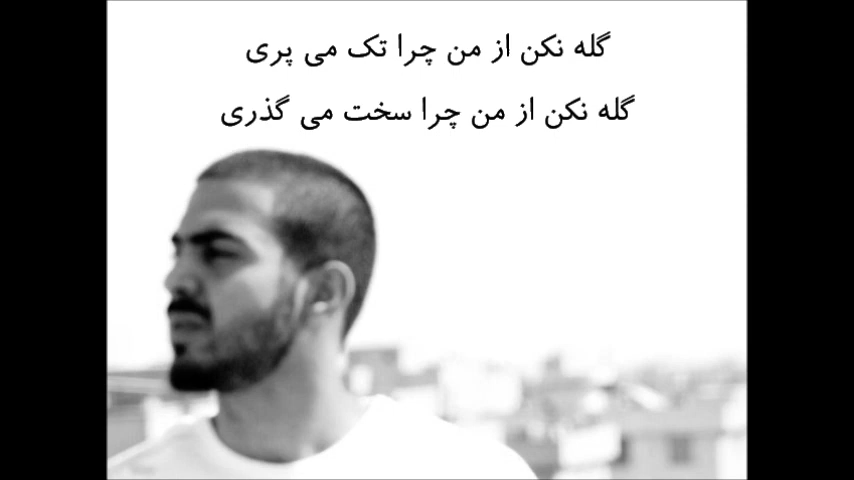 گله نکن از من چرا تک می پری
گله نکن از من چرا سخت می گذری